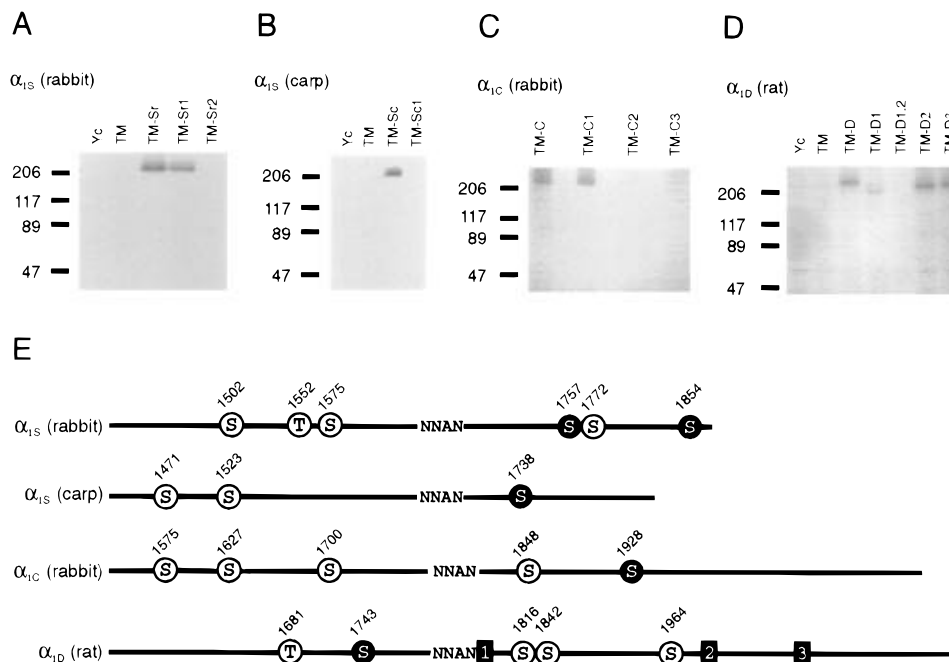 A
B
C
D
α1S (rabbit)
α1S (carp)
α1C (rabbit)
α1D (rat)
Yc TM TM-Sr TM-Sr1 TM-Sr2
Yc TM TM-Sc TM-Sc1
TM-C TM-C1 TM-C2 TM-C3
Yc TM TM-D TM-D1 TM-D1.2 TM-D2
206
117
89
47
206
117
89
47
206
117
89
47
206
117
89
47
E
1502 1552 1575 1757 1772 1854
α1S (rabbit) S T S NNAN S S S
1471 1523 1738
α1S (carp) S S NNAN S
1575 1627 1700 1848 1928
α1C (rabbit) S S S NNAN S S
1681 1743 1816 1842 1964
α1D (rat) T S NNAN 1 S S S 2 3